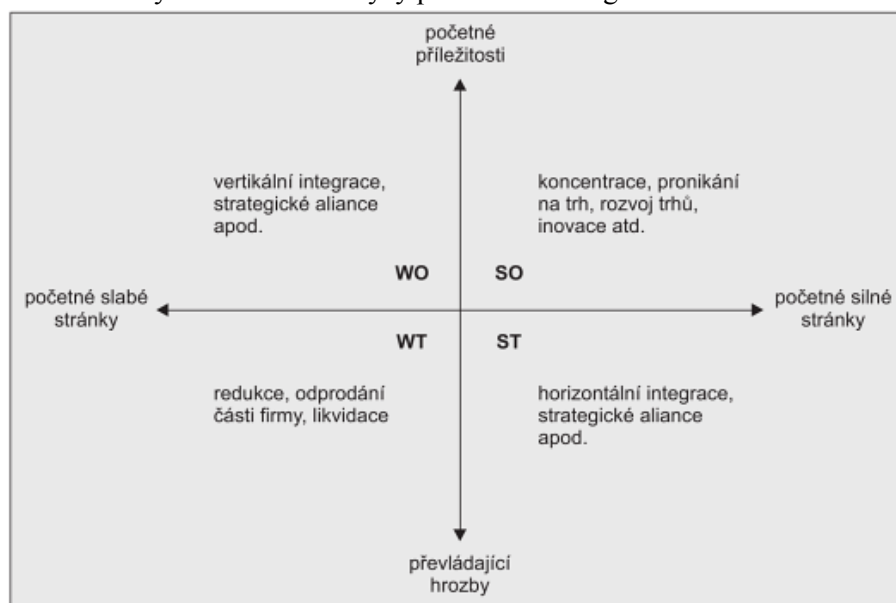 početné
příležitosti
vertikální integrace,
strategické aliance
apod.
koncentrace, pronikání
na trh, rozvoj trhů,
inovace atd.
WO
SO
početné slabé
stránky
početné silné
stránky
WT
ST
redukce, odprodání
části firmy, likvidace
horizontální integrace,
strategické aliance
apod.
převládající
hrozby